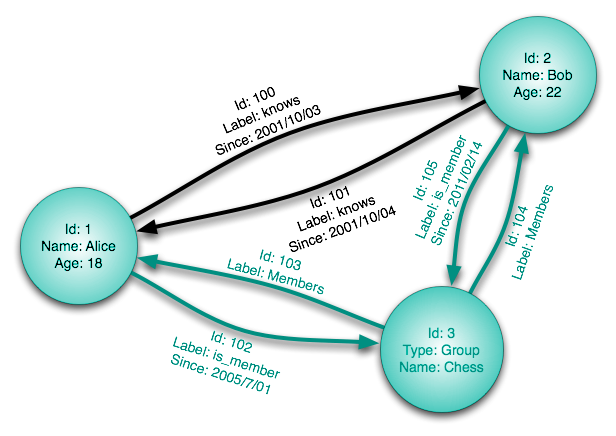 Id: 2
Name: Bob
Age: 22
Id: 100
Label: knows
Since: 2001/10/03
Id: 101
Label: knows
Since: 2001/10/04
Id: 105
Label: is_member
Since: 2011/02/14
Id: 104
Label: Members
Id: 1
Name: Alice
Age: 18
Id: 103
Label: Members
Id: 102
Label: is_member
Since: 2005/7/01
Id: 3
Type: Group
Name: Chess